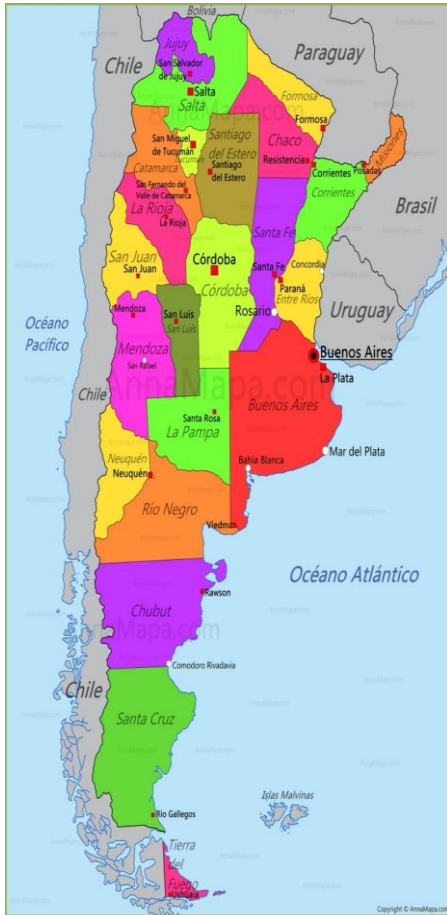 Bolivia
Jujuy
Chile
San Salvador
de Jujuy
Paraguay
Salta
AnnaMapa.com
Salta
Formosa
Formosa
San Miguel
de Tucumán
Tucumán
Santiago
del Estero
Santiago
del Estero
Chaco
Resistencia
Corrientes
Corrientes
Posadas
Misiones
Catamarca
San Fernando del
Valle de Catamarca
La Rioja
La Rioja
Brasil
Santa Fe
San Juan
San Juan
Córdoba
Córdoba
Santa Fe
Concordia
Paraná
Entre Ríos
Rosario
Uruguay
Océano
Pacífico
Mendoza
Mendoza
San Rafael
San Luis
San Luis
Buenos Aires
La Plata
Chile
AnnaMapa.com
Buenos Aires
Santa Rosa
La Pampa
Mar del Plata
Neuquén
Neuquén
Bahía Blanca
Río Negro
Viedma
Océano Atlántico
Chubut
Rawson
AnnaMapa.com
Comodoro Rivadavia
Chile
Santa Cruz
Islas Malvinas
Río Gallegos
Tierra
del
Fuego
Ushúaia
Copyright © AnnaMapa.com